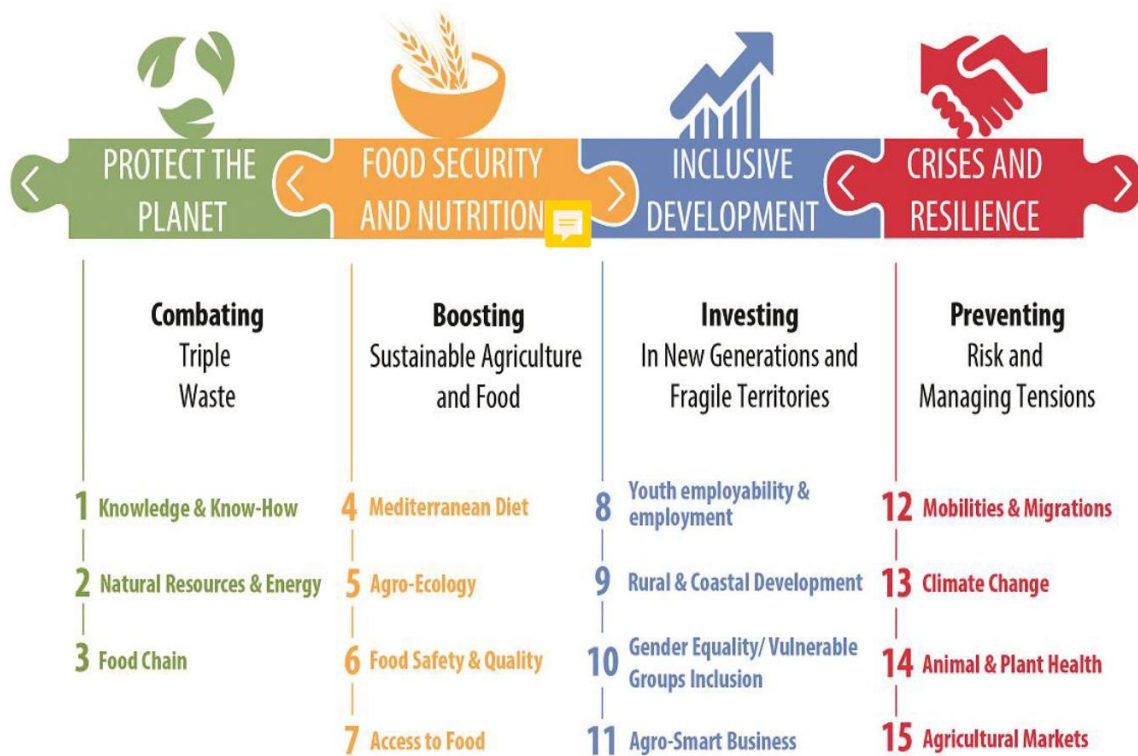 PROTECT THE
PLANET
FOOD SECURITY
AND NUTRITION
INCLUSIVE
DEVELOPMENT
CRISES AND
RESILIENCE
Combating
Triple
Waste
Boosting
Sustainable Agriculture
and Food
Investing
In New Generations and
Fragile Territories
Preventing
Risk and
Managing Tensions
1 Knowledge & Know-How
2 Natural Resources & Energy
3 Food Chain
4 Mediterranean Diet
5 Agro-Ecology
6 Food Safety & Quality
7 Access to Food
8 Youth employability &
employment
9 Rural & Coastal Development
10 Gender Equality/ Vulnerable
Groups Inclusion
11 Agro-Smart Business
12 Mobilities & Migrations
13 Climate Change
14 Animal & Plant Health
15 Agricultural Markets